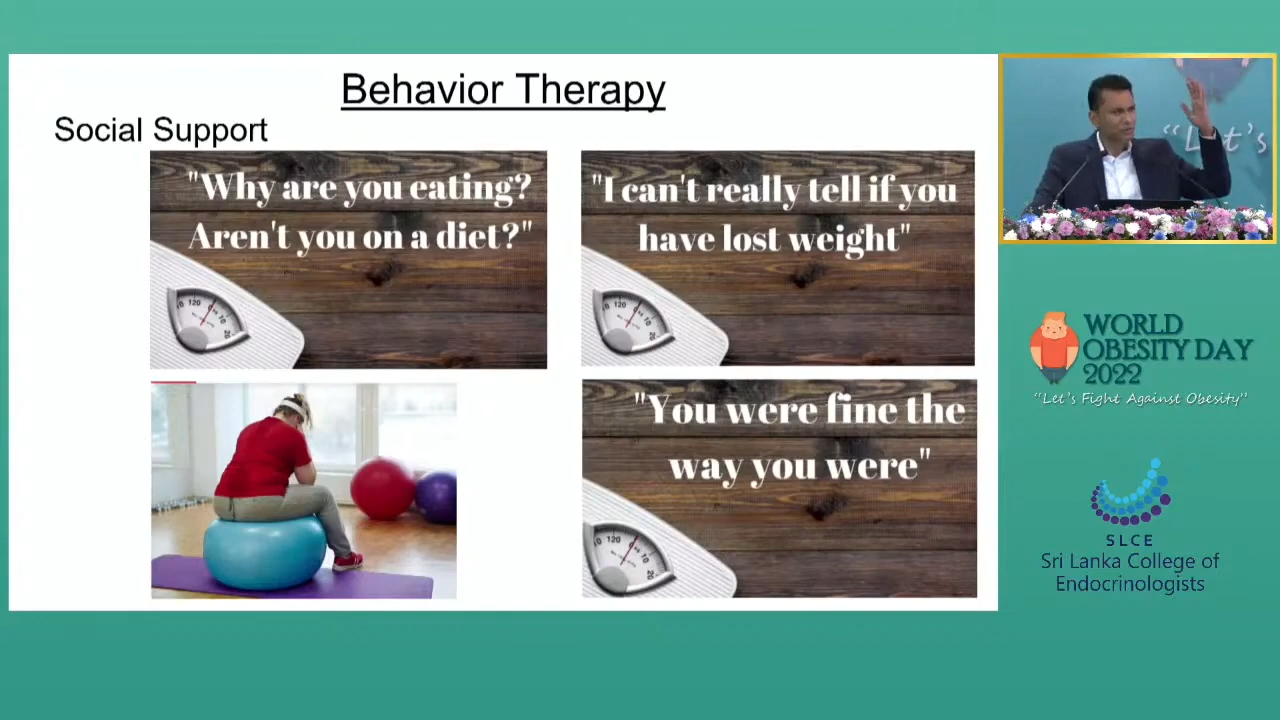 Behavior Therapy
Social Support
"Why are you eating?
Aren't you on a diet?"
"I can't really tell if you
have lost weight"
"You were fine the
way you were"
"Let's
WORLD
OBESITY DAY
2022
"Let's Fight Against Obesity"
SLCE
Sri Lanka College of
Endocrinologists